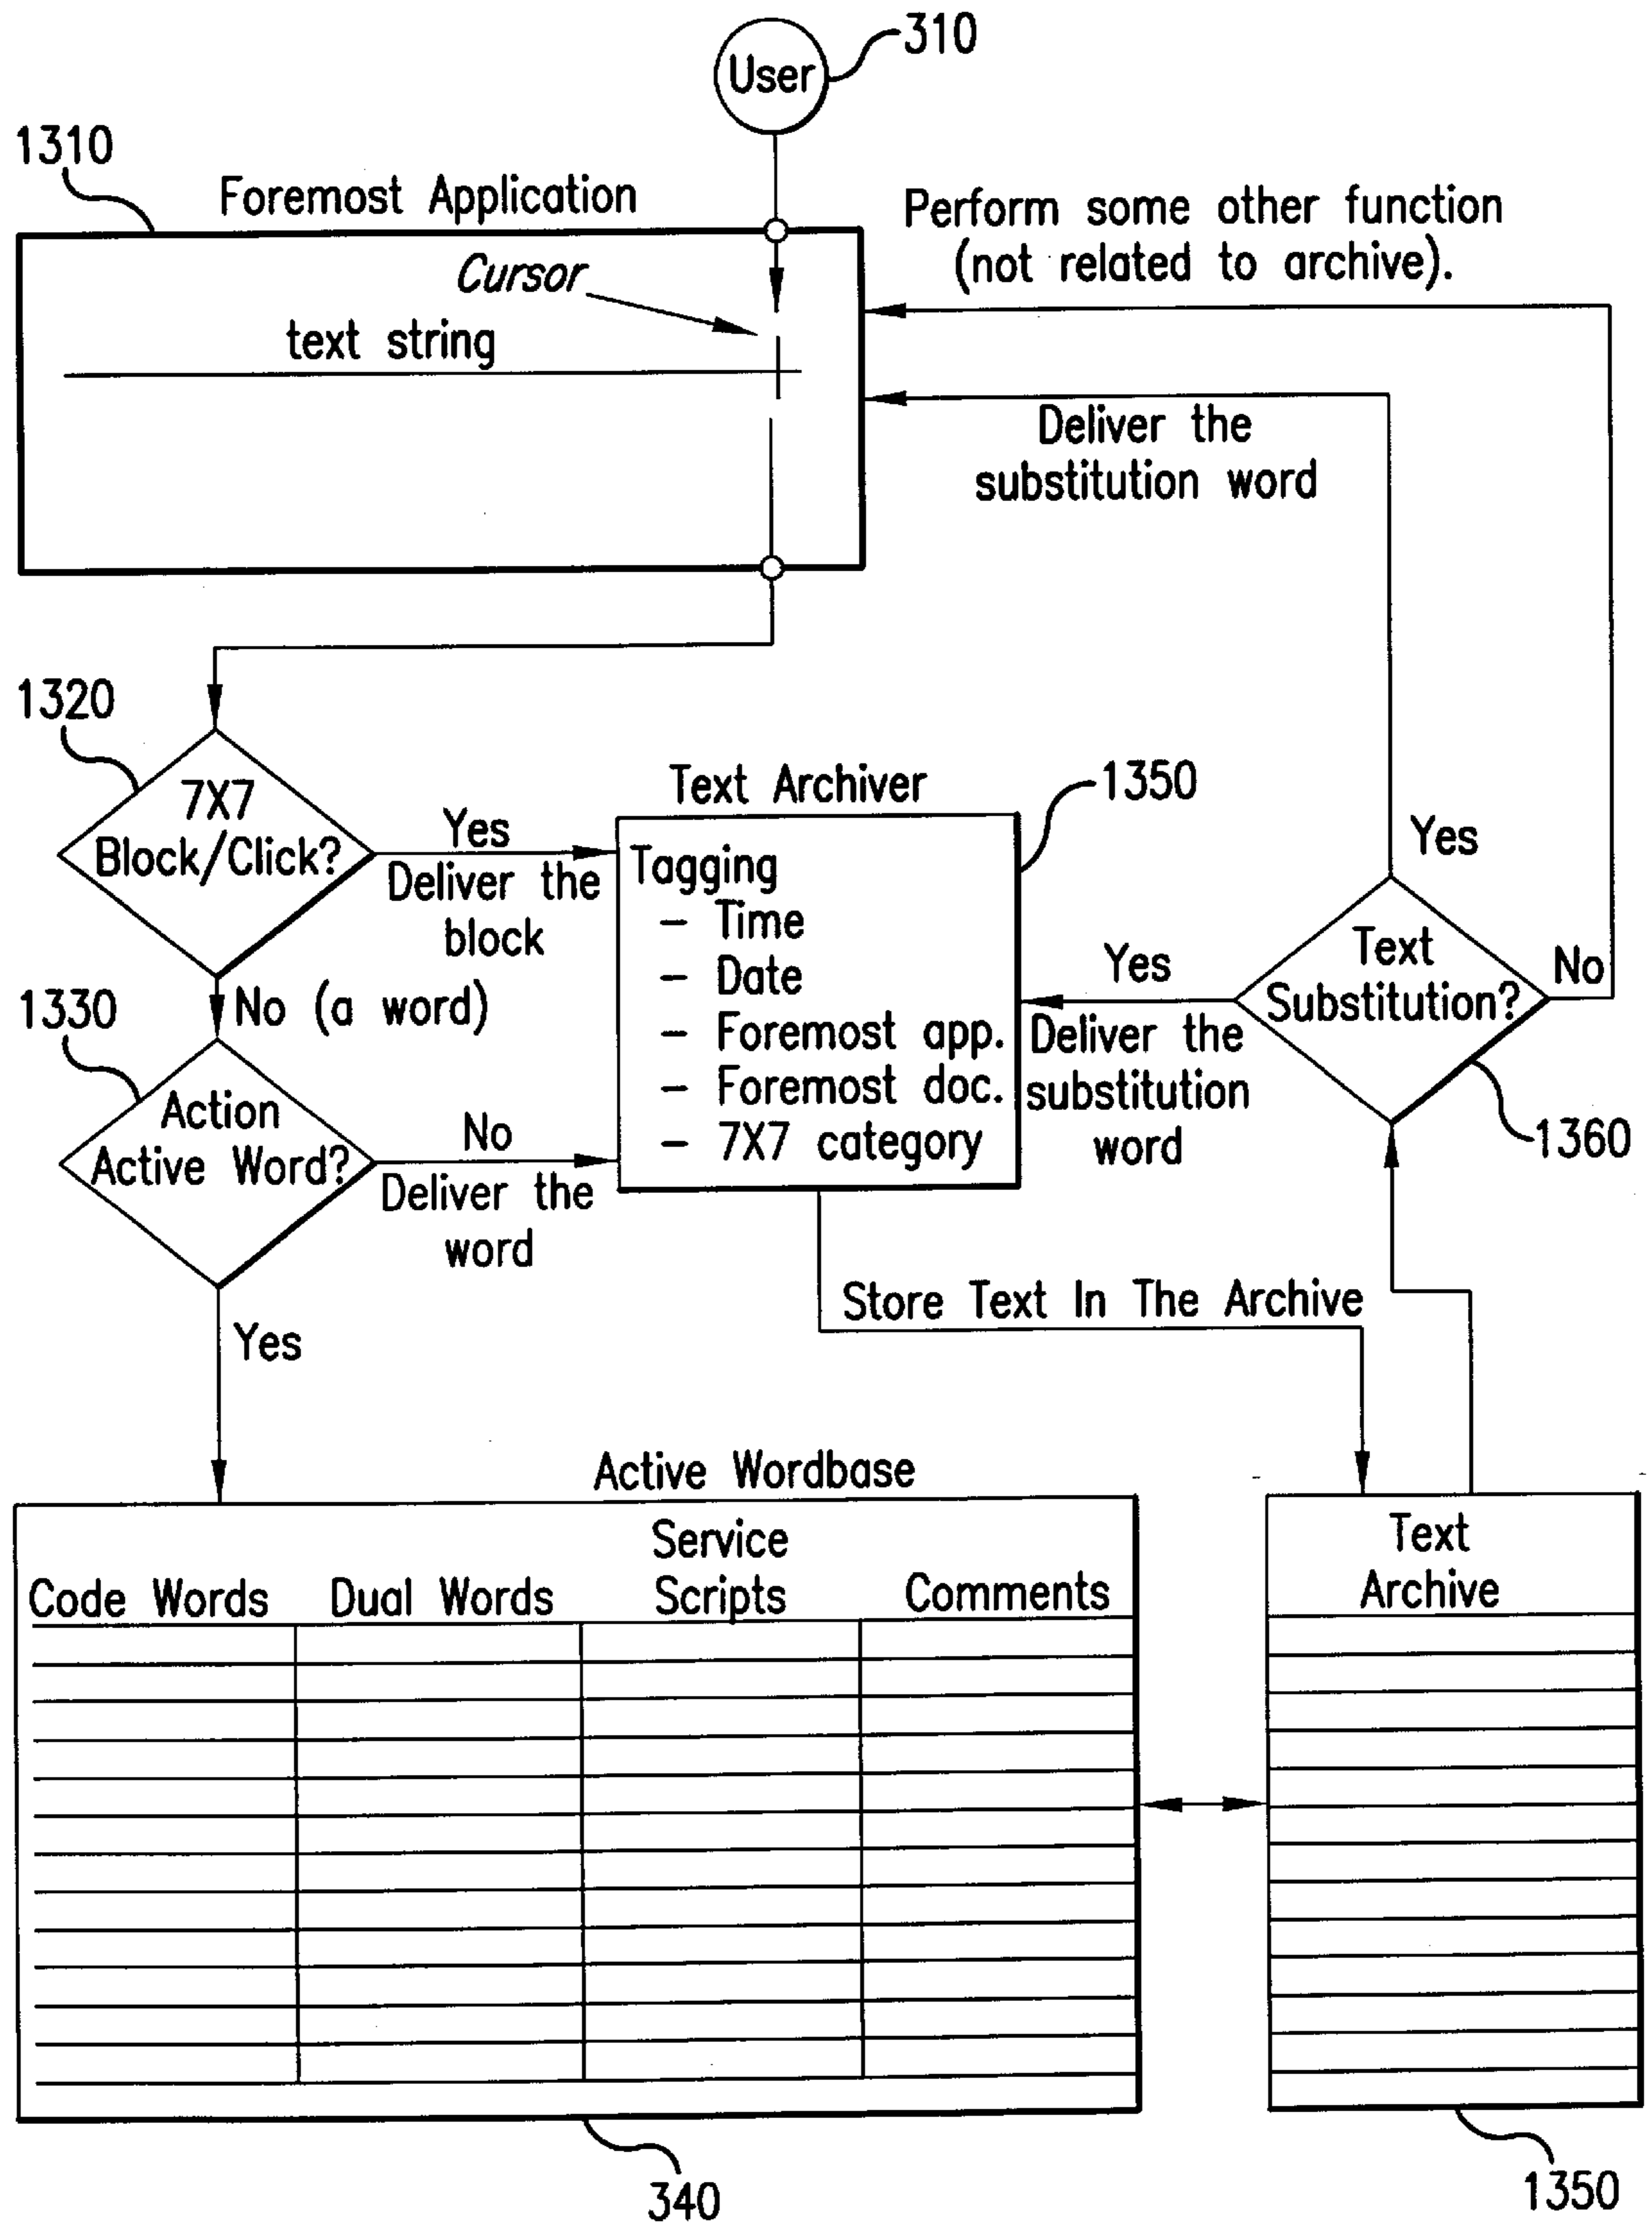 User
310
1310
Foremost Application
Perform some other function
(not related to archive).
Cursor
text string
Deliver the
substitution word
1320
7X7
Block/Click?
Yes
Deliver the
block
Text Archiver
1350
Tagging
– Time
– Date
– Foremost app.
– Foremost doc.
– 7X7 category
Yes
Text
Substitution?
No
Yes
Deliver the
substitution
word
1360
No (a word)
1330
Action
Active Word?
No
Deliver the
word
Store Text In The Archive
Yes
Active Wordbase
Code Words
Dual Words
Service
Scripts
Comments
Text
Archive
340
1350